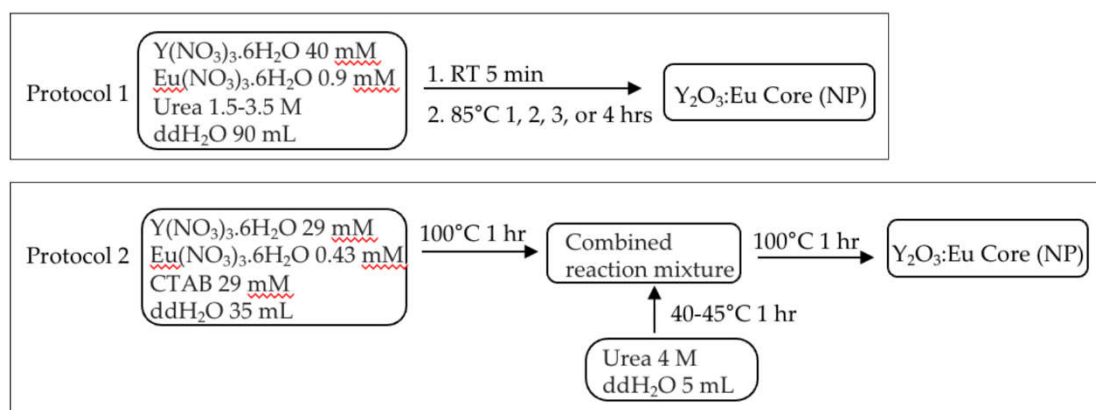 Protocol 1
Y(NO₃)₃.6H₂O 40 mM
Eu(NO₃)₃.6H₂O 0.9 mM
Urea 1.5-3.5 M
ddH₂O 90 mL
1. RT 5 min
2. 85°C 1, 2, 3, or 4 hrs
Y₂O₃:Eu Core (NP)
Protocol 2
Y(NO₃)₃.6H₂O 29 mM
Eu(NO₃)₃.6H₂O 0.43 mM
CTAB 29 mM
ddH₂O 35 mL
100°C 1 hr
Combined
reaction mixture
100°C 1 hr
Y₂O₃:Eu Core (NP)
40-45°C 1 hr
Urea 4 M
ddH₂O 5 mL